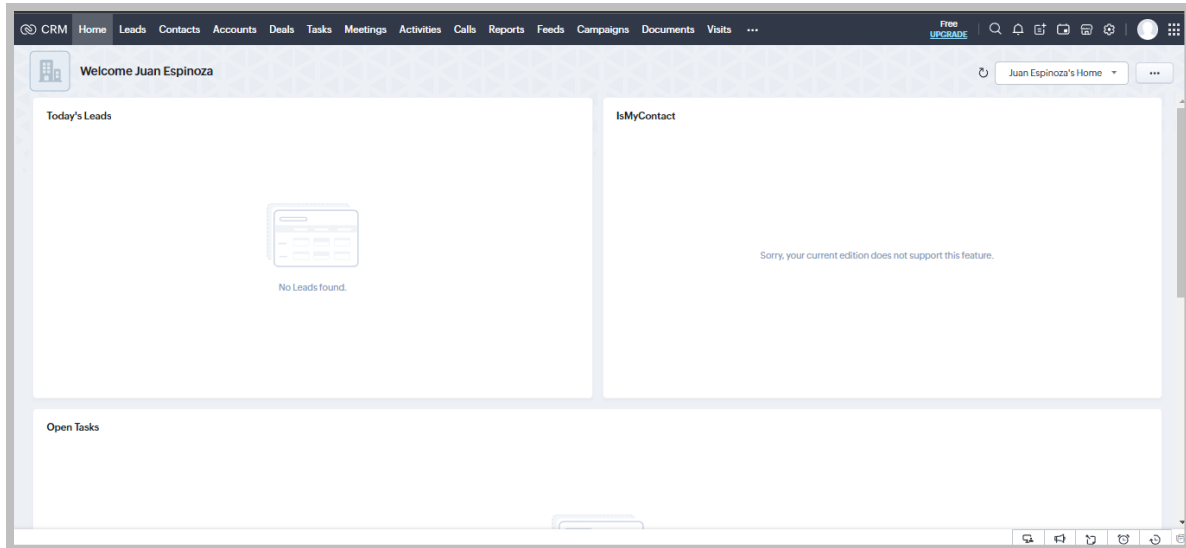 CRM Home Leads Contacts Accounts Deals Tasks Meetings Activities Calls Reports Feeds Campaigns Documents Visits ••• Free
UPGRADE
Welcome Juan Espinoza
Juan Espinoza's Home
•••
Today's Leads
No Leads found.
IsMyContact
Sorry, your current edition does not support this feature.
Open Tasks